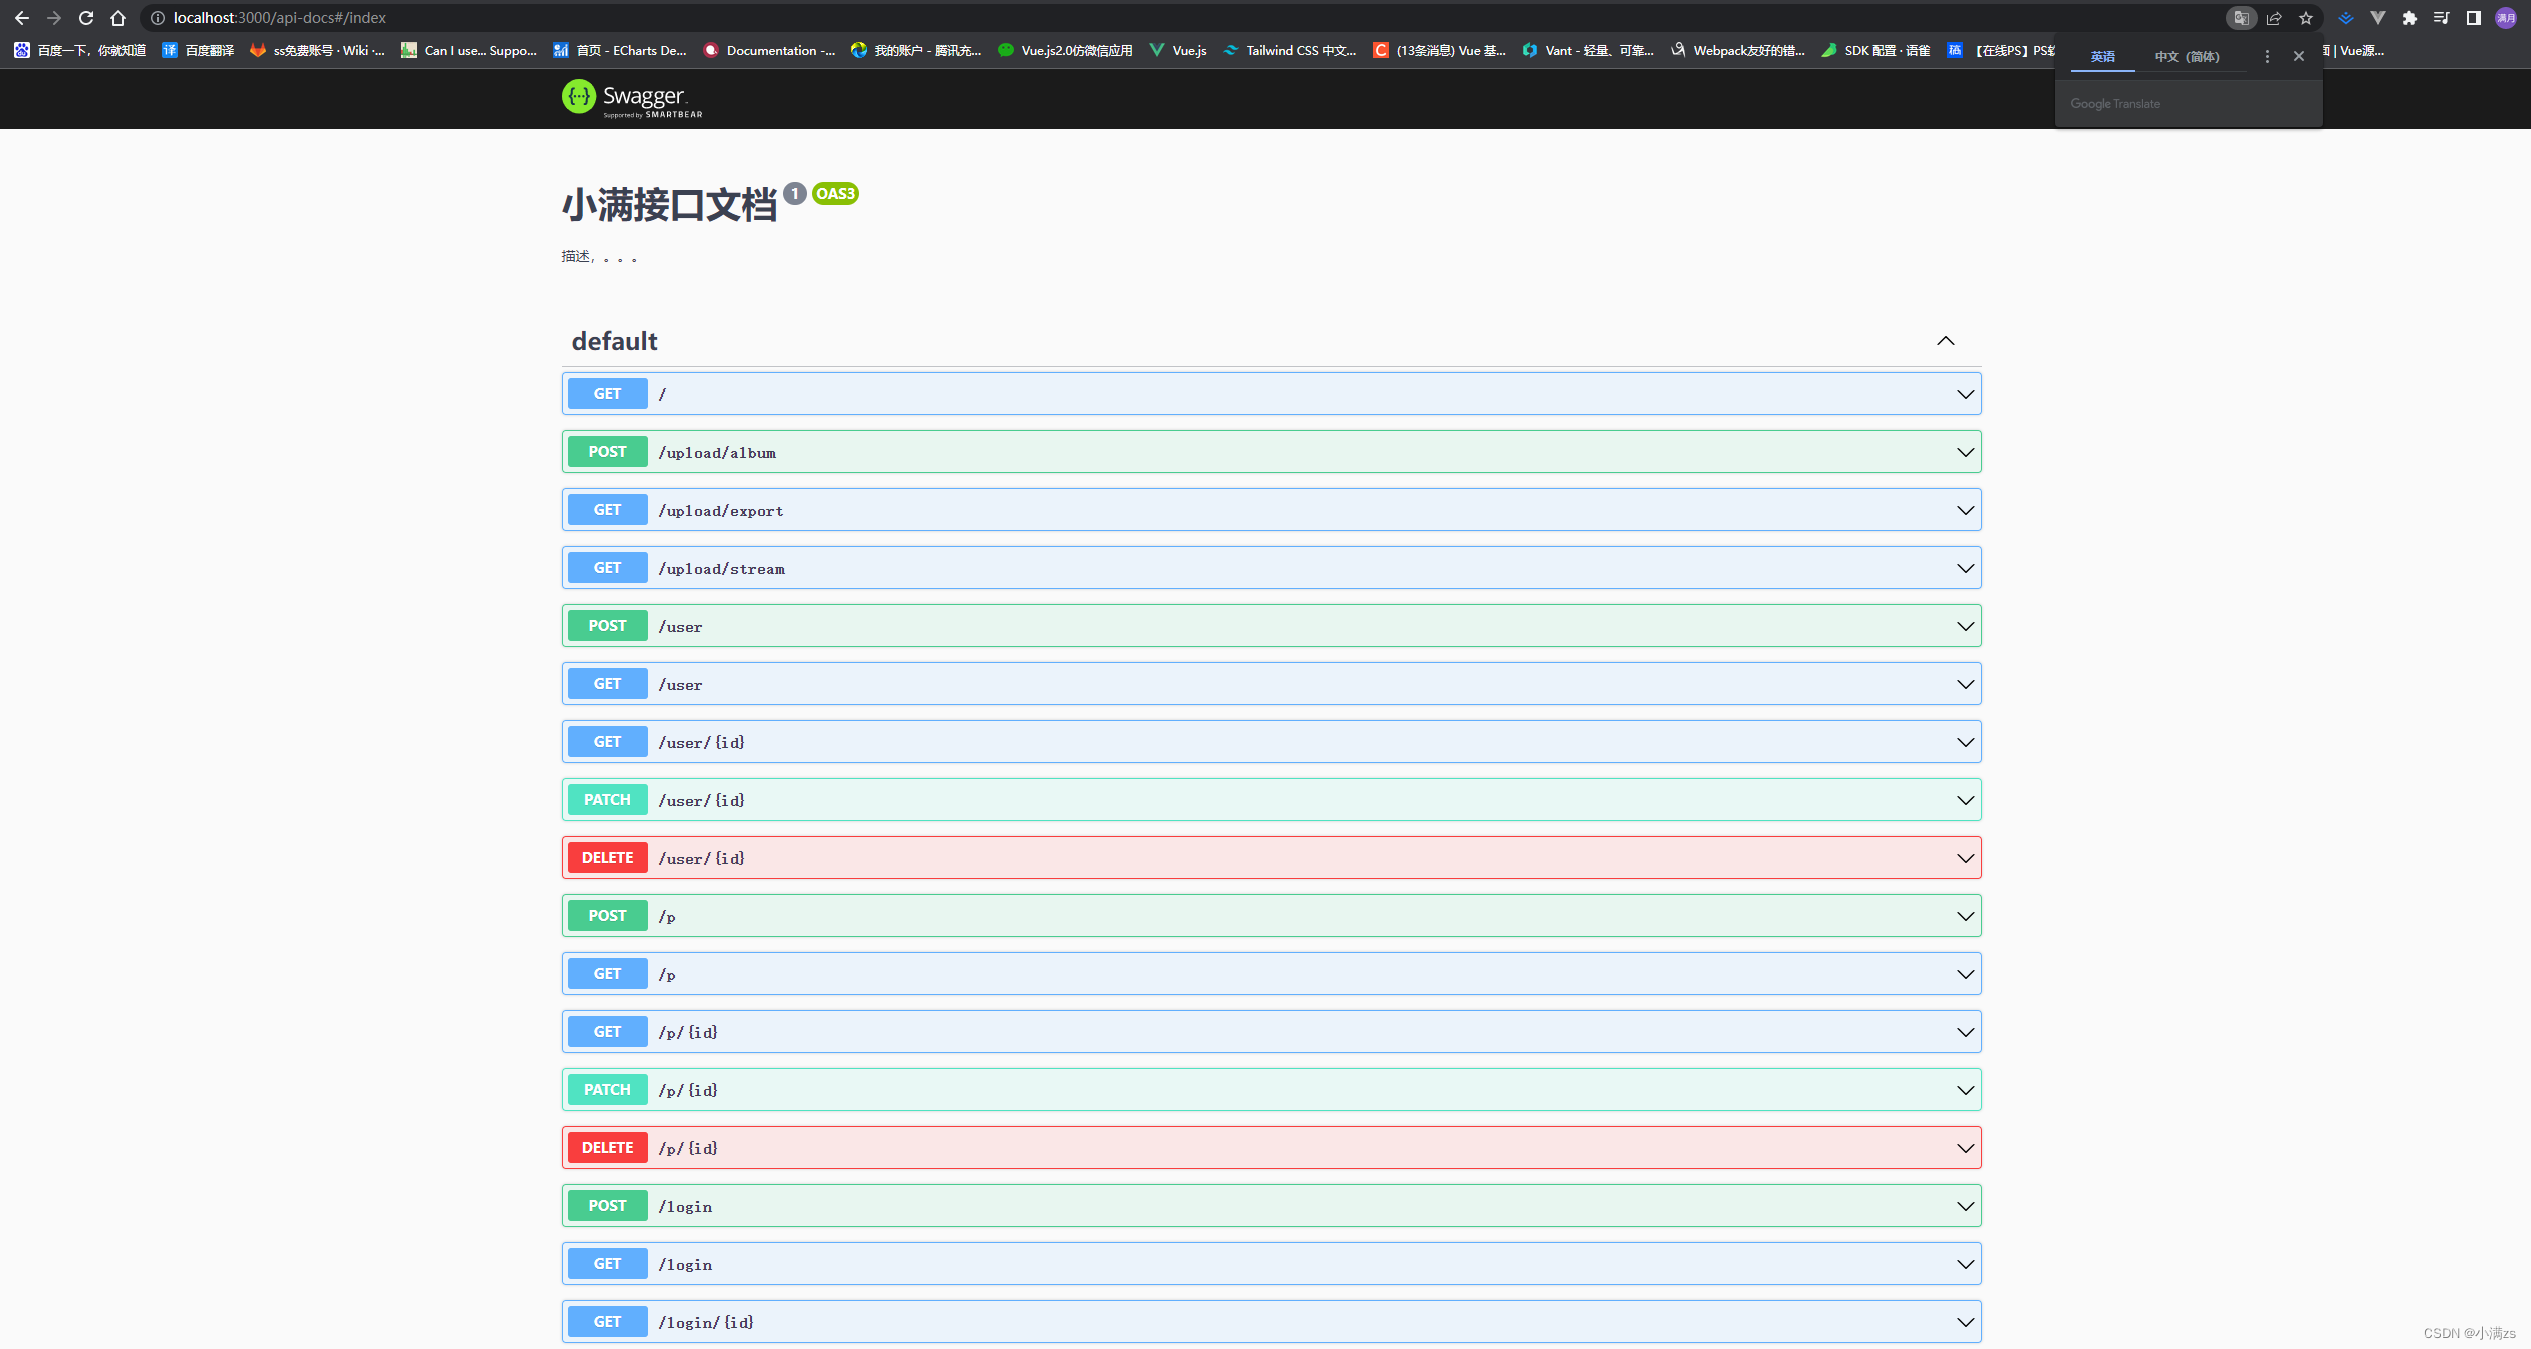 localhost:3000/api-docs#/index
满月
百度一下，你就知道
译 百度翻译
ss免费账号 · Wiki ·...
Can I use... Suppo...
首页 - ECharts De...
Documentation -...
我的账户 - 腾讯充...
Vue.js2.0仿微信应用
Vue.js
Tailwind CSS 中文...
C (13条消息) Vue 基...
Vant - 轻量、可靠...
Webpack友好的错...
SDK 配置 · 语雀
稿 【在线PS】PS软
面 | Vue源...
英语 中文（简体）
Google Translate
Swagger.
Supported by SMARTBEAR
小满接口文档 1 OAS3
描述，。。。
default
GET /
POST /upload/album
GET /upload/export
GET /upload/stream
POST /user
GET /user
GET /user/{id}
PATCH /user/{id}
DELETE /user/{id}
POST /p
GET /p
GET /p/{id}
PATCH /p/{id}
DELETE /p/{id}
POST /login
GET /login
GET /login/{id}
CSDN @小满zs